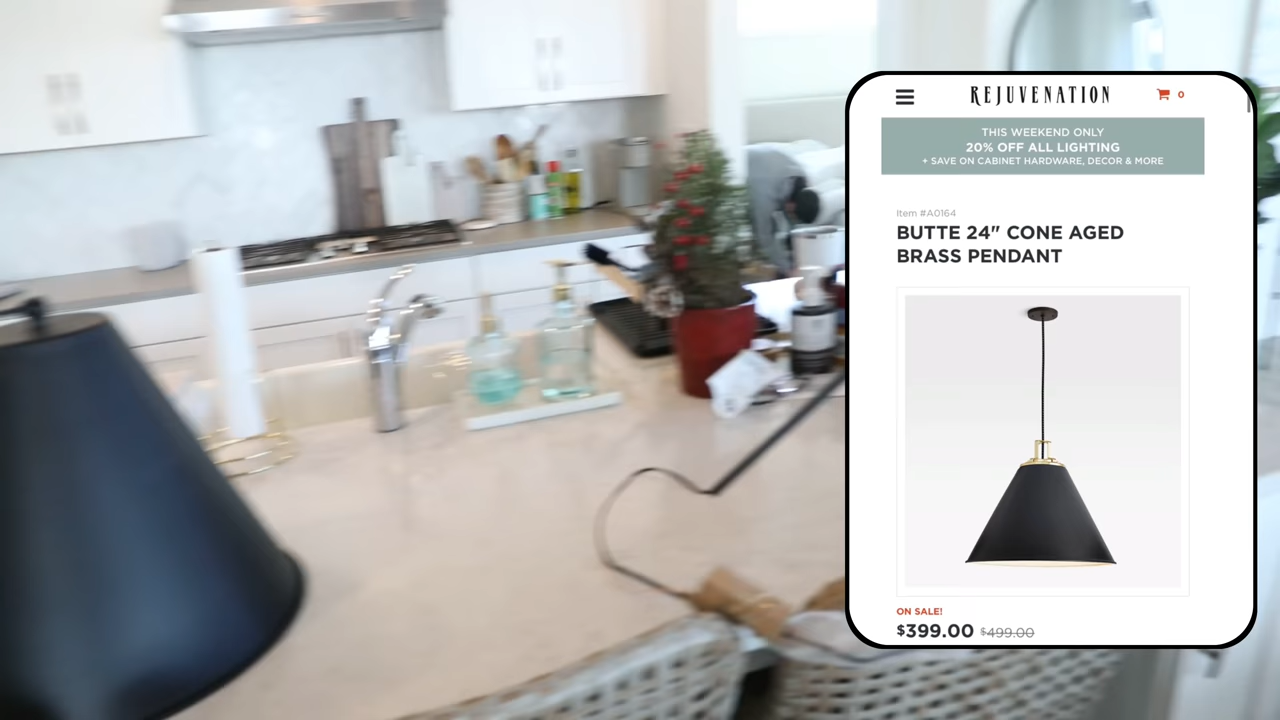 REJUVENATION
0
THIS WEEKEND ONLY
20% OFF ALL LIGHTING
+ SAVE ON CABINET HARDWARE, DECOR & MORE
Item #A0164
BUTTE 24" CONE AGED
BRASS PENDANT
ON SALE!
$399.00 $499.00